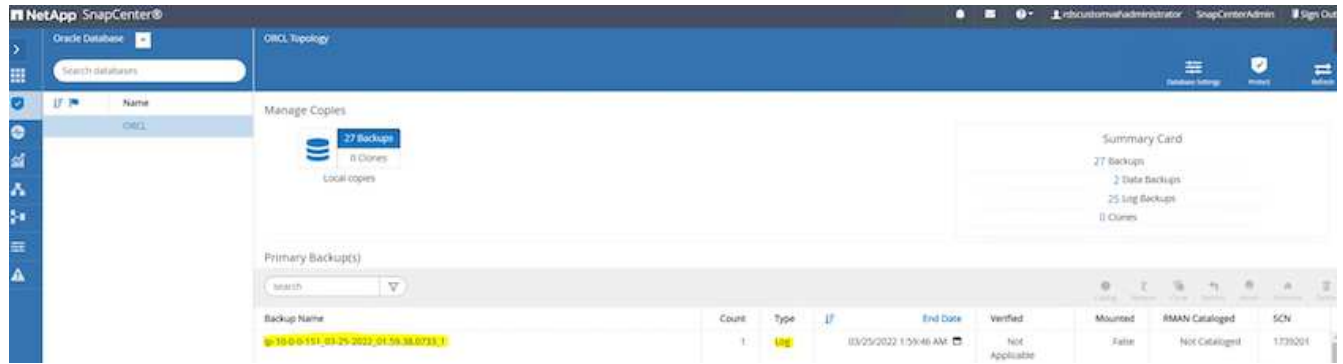 NetApp SnapCenter®
rdscustomval\administrator SnapCenterAdmin Sign Out
Oracle Database
ORCL Topology
Search databases
Database Settings Protect Refresh
Name
ORCL
Manage Copies
27 Backups
0 Clones
Local copies
Summary Card
27 Backups
2 Data Backups
25 Log Backups
0 Clones
Primary Backup(s)
search
Backup Name Count Type End Date Verified Mounted RMAN Cataloged SCN
ip-10-0-0-151_03-25-2022_01.59.38.0733_1 1 Log 03/25/2022 1:59:46 AM Not Applicable False Not Cataloged 1739201